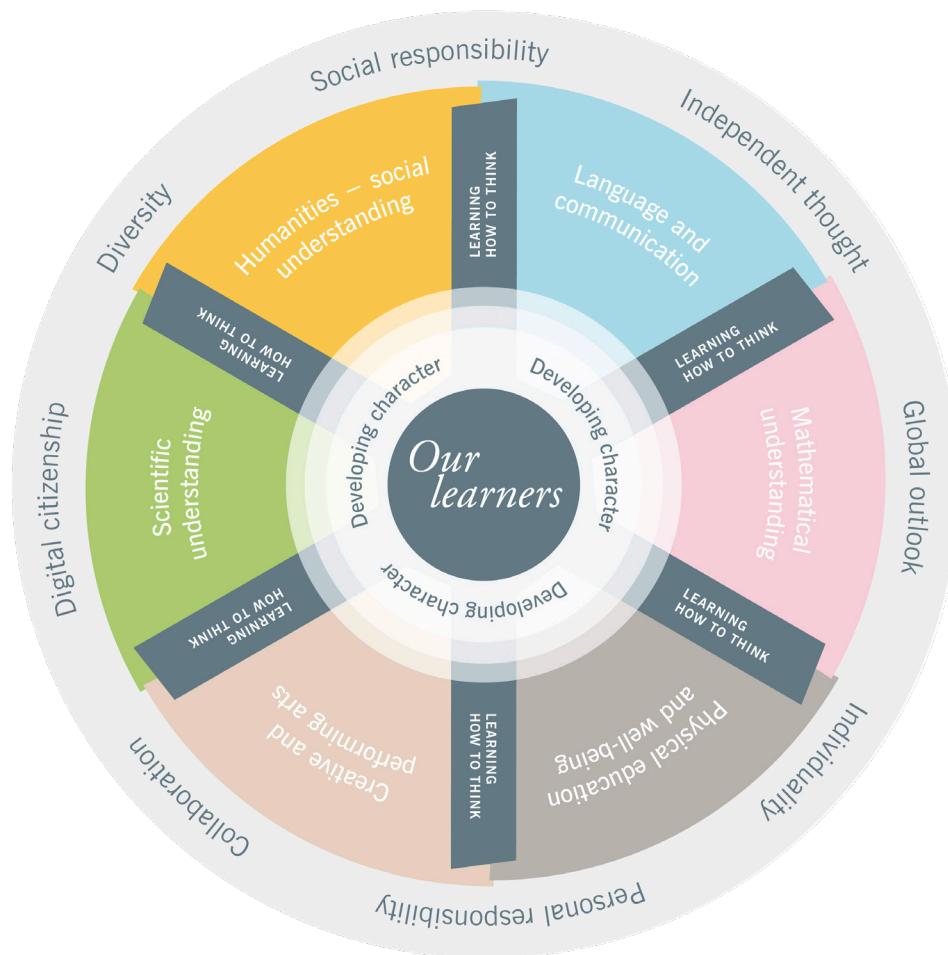 Social responsibility
Independent thought
Global outlook
Individuality
Personal responsibility
Collaboration
Digital citizenship
Diversity
Humanities – social
understanding
Language and
communication
Mathematical
understanding
Physical education
and well-being
Creative and
performing arts
Scientific
understanding
LEARNING
HOW TO THINK
LEARNING
HOW TO THINK
LEARNING
HOW TO THINK
LEARNING
HOW TO THINK
LEARNING
HOW TO THINK
LEARNING
HOW TO THINK
Developing character
Developing character
Developing character
Our
learners